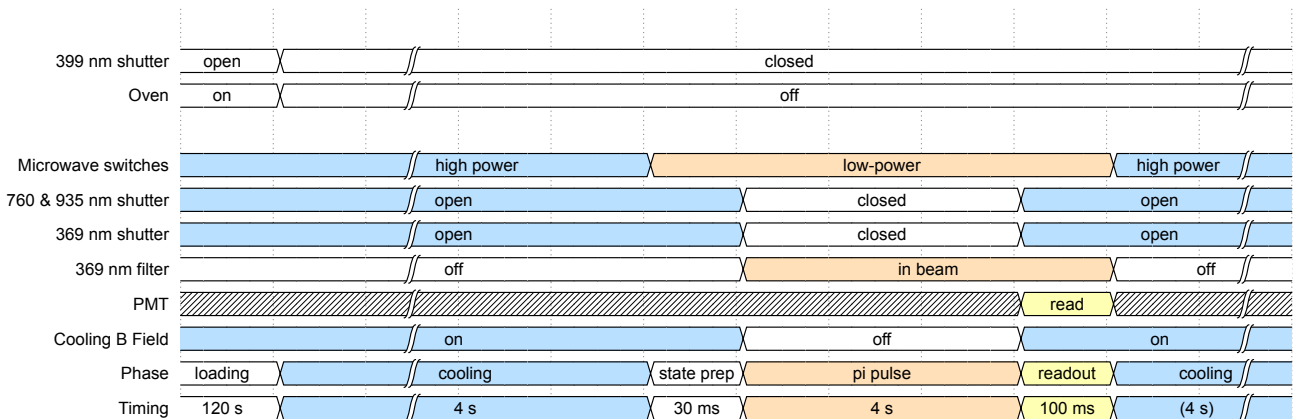 399 nm shutter open closed
Oven on off
Microwave switches high power low-power high power
760 & 935 nm shutter open closed open
369 nm shutter open closed open
369 nm filter off in beam off
PMT read
Cooling B Field on off on
Phase loading cooling state prep pi pulse readout cooling
Timing 120 s 4 s 30 ms 4 s 100 ms (4 s)